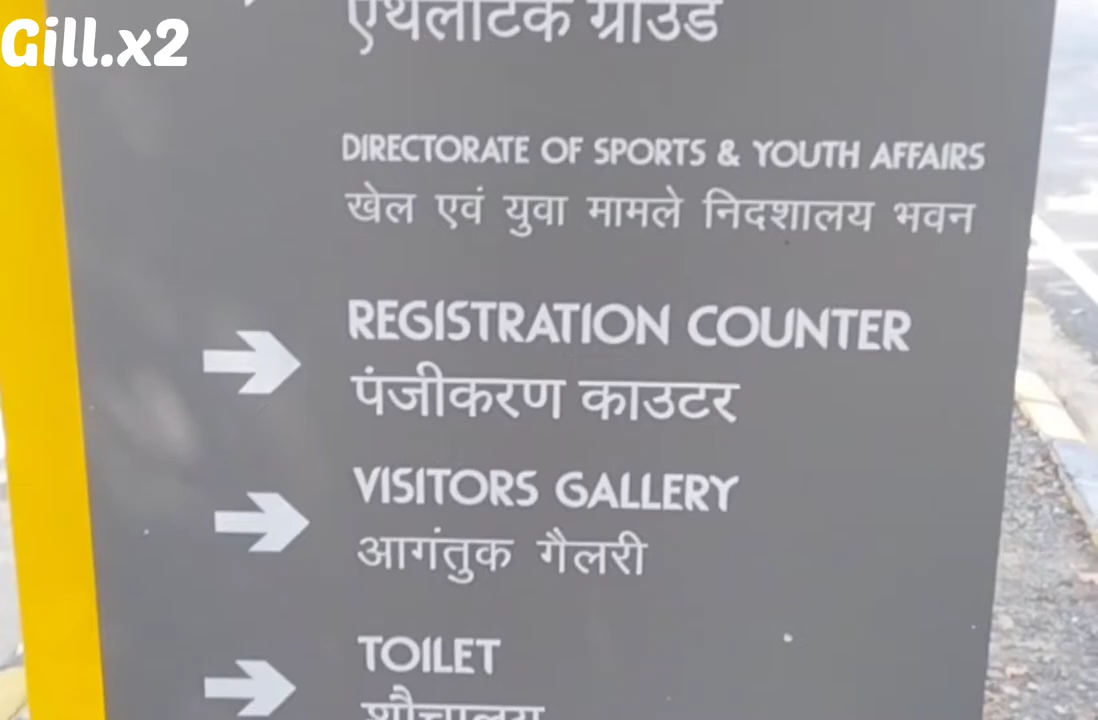 Gill.x2
एथलीटिक ग्राउंड
DIRECTORATE OF SPORTS & YOUTH AFFAIRS
खेल एवं युवा मामले निदशालय भवन
REGISTRATION COUNTER
पंजीकरण काउटर
VISITORS GALLERY
आगंतुक गैलरी
TOILET
शौचालय